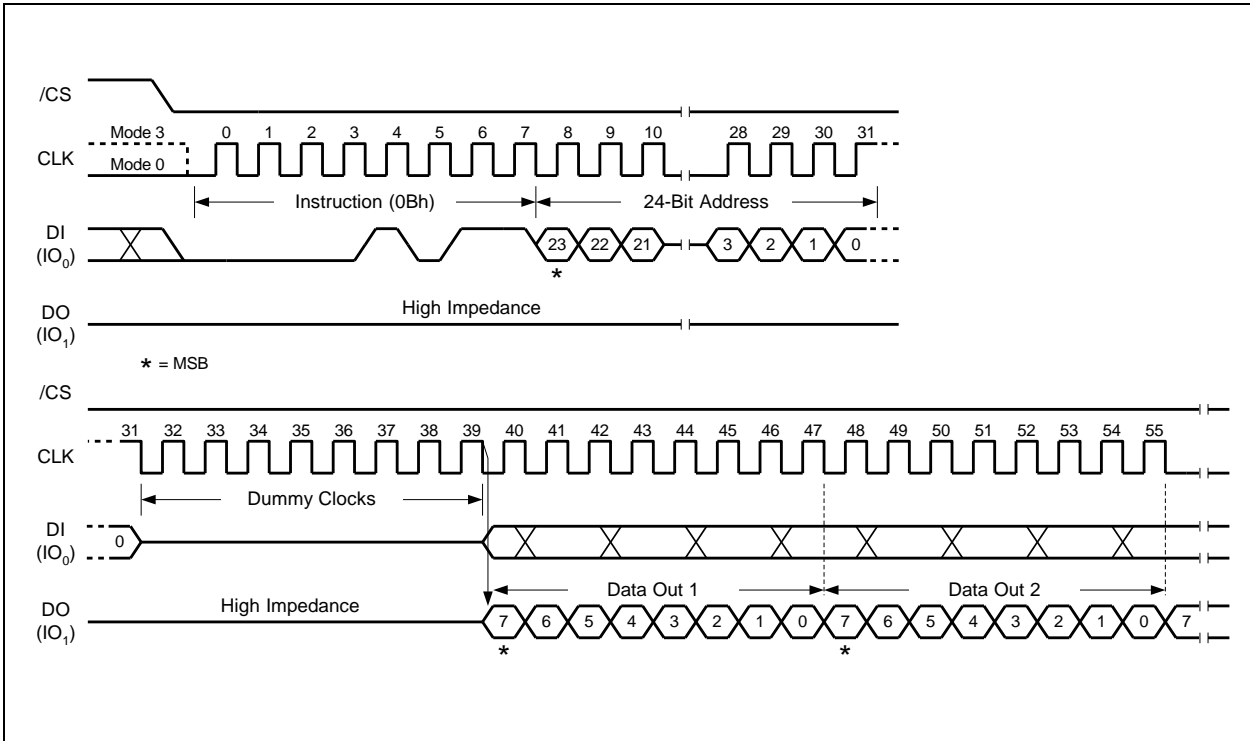 /CS
Mode 3
0 1 2 3 4 5 6 7 8 9 10 28 29 30 31
CLK
Mode 0
Instruction (0Bh) 24-Bit Address
DI
(IO0)
23 22 21 3 2 1 0
*
High Impedance
DO
(IO1)
* = MSB
/CS
31 32 33 34 35 36 37 38 39 40 41 42 43 44 45 46 47 48 49 50 51 52 53 54 55
CLK
Dummy Clocks
DI
(IO0)
0
Data Out 1 Data Out 2
High Impedance
DO
(IO1)
7 6 5 4 3 2 1 0 7 6 5 4 3 2 1 0 7
* *